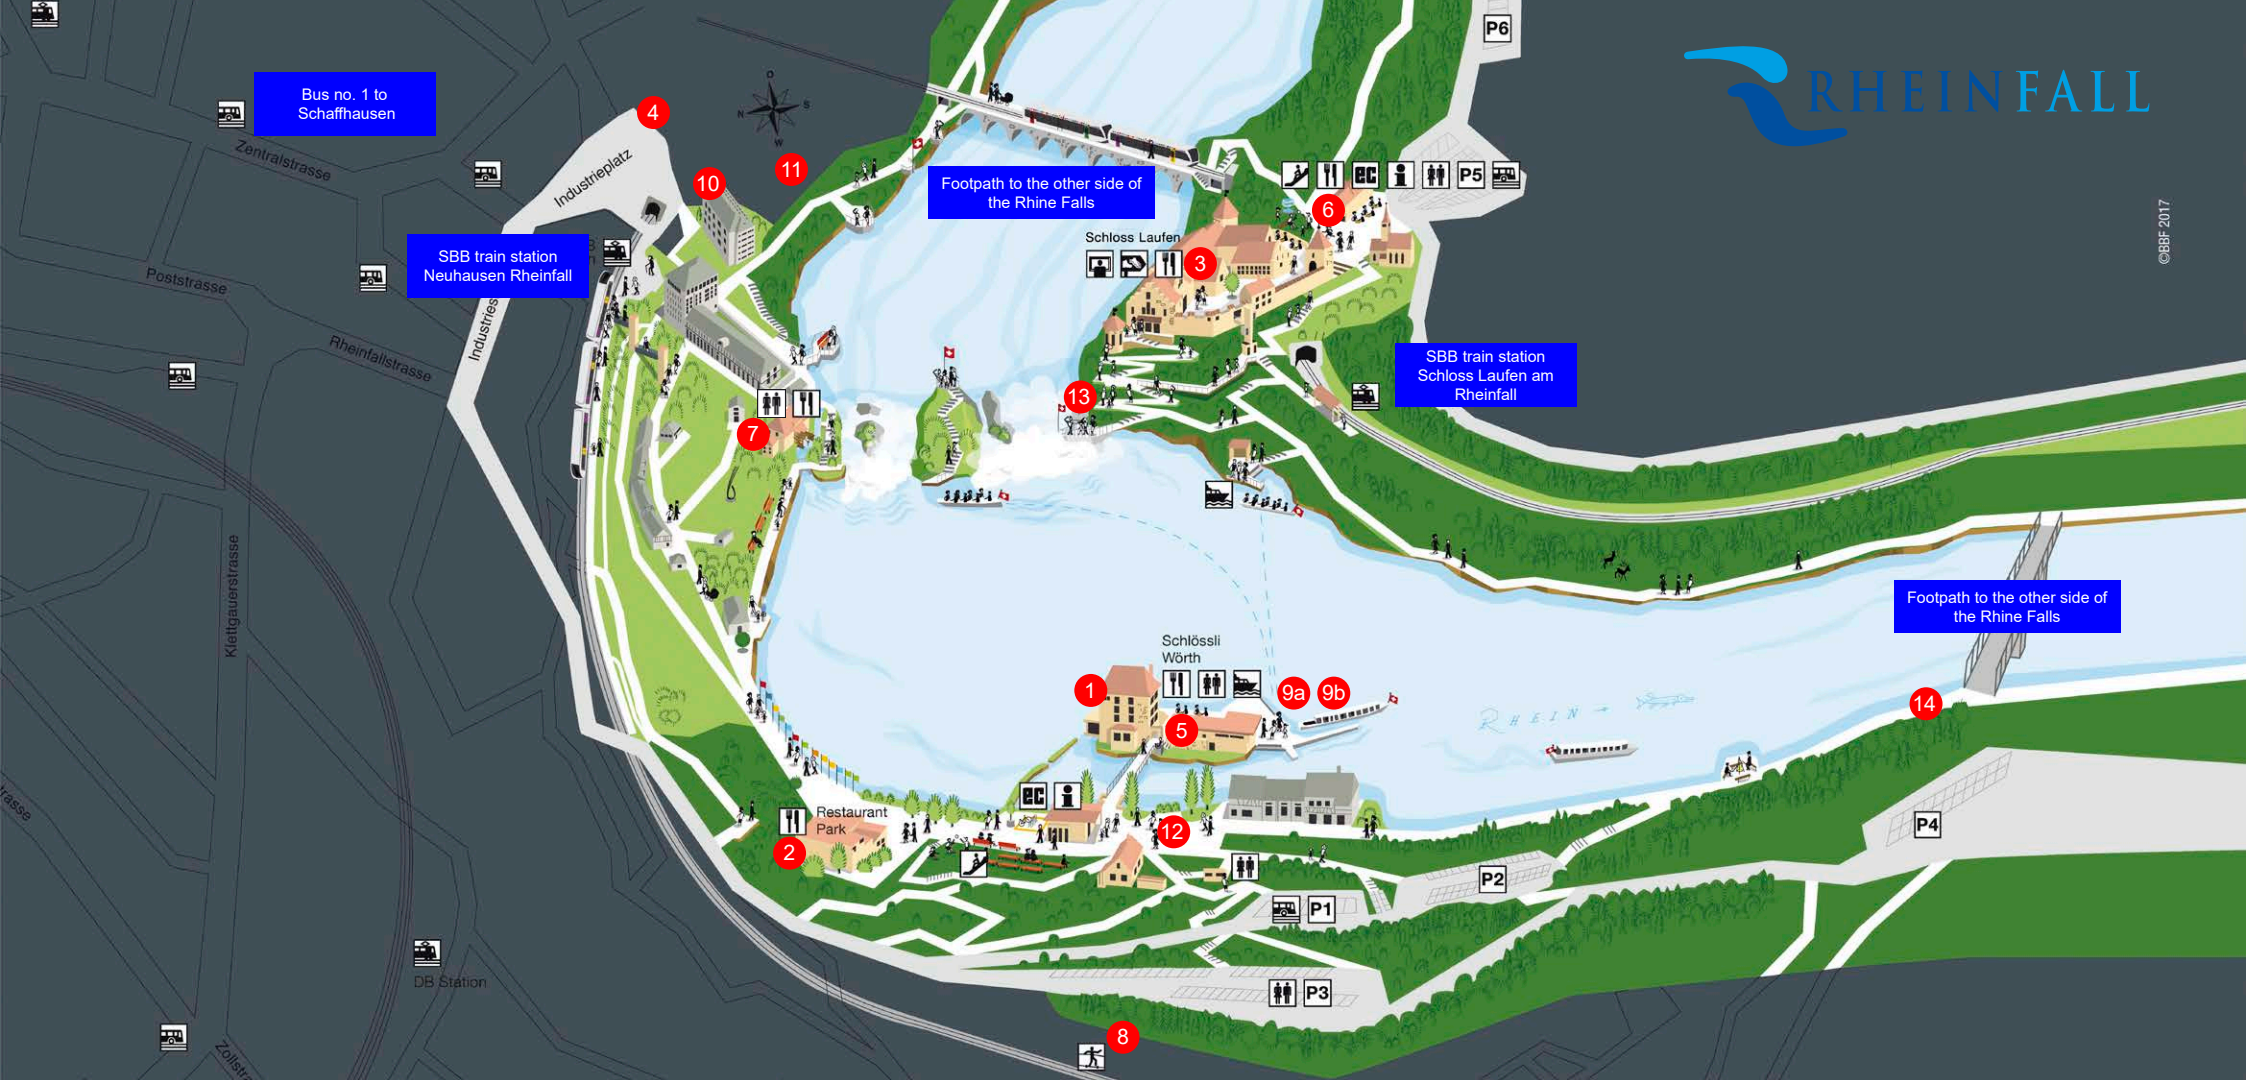 P6
RHEINFALL
Bus no. 1 to
Schaffhausen
4
O
N
S
W
Zentralstrasse
Industrieplatz
11
10
Footpath to the other side of
the Rhine Falls
EC
i
P5
6
©BBF 2017
Schloss Laufen
3
SBB train station
Neuhausen Rheinfall
Poststrasse
Industries
Rheinfallstrasse
SBB train station
Schloss Laufen am
Rheinfall
13
7
Klettgauerstrasse
Footpath to the other side of
the Rhine Falls
Schlössli
Wörth
1
9a
9b
5
RHEIN
14
EC
i
Restaurant
Park
2
12
P4
P2
P1
DB Station
P3
8